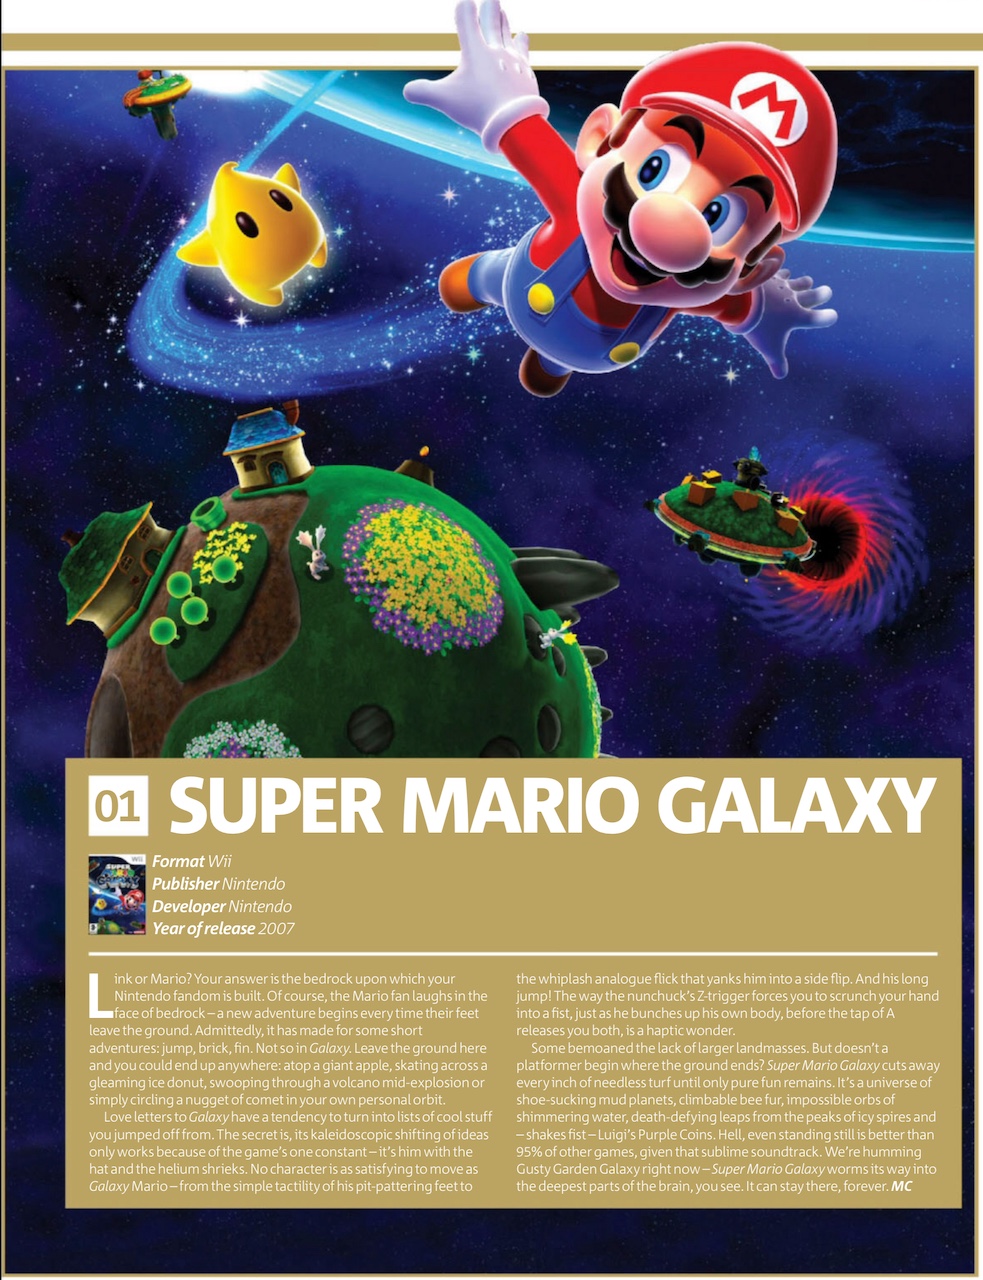 M
01 SUPER MARIO GALAXY
Wii
SUPER
MARIO
GALAXY
Format Wii
Publisher Nintendo
Developer Nintendo
Year of release 2007
Link or Mario? Your answer is the bedrock upon which your
Nintendo fandom is built. Of course, the Mario fan laughs in the
face of bedrock – a new adventure begins every time their feet
leave the ground. Admittedly, it has made for some short
adventures: jump, brick, fin. Not so in Galaxy. Leave the ground here
and you could end up anywhere: atop a giant apple, skating across a
gleaming ice donut, swooping through a volcano mid-explosion or
simply circling a nugget of comet in your own personal orbit.
Love letters to Galaxy have a tendency to turn into lists of cool stuff
you jumped off from. The secret is, its kaleidoscopic shifting of ideas
only works because of the game's one constant – it's him with the
hat and the helium shrieks. No character is as satisfying to move as
Galaxy Mario – from the simple tactility of his pit-pattering feet to
the whiplash analogue flick that yanks him into a side flip. And his long
jump! The way the nunchuck's Z-trigger forces you to scrunch your hand
into a fist, just as he bunches up his own body, before the tap of A
releases you both, is a haptic wonder.
Some bemoaned the lack of larger landmasses. But doesn't a
platformer begin where the ground ends? Super Mario Galaxy cuts away
every inch of needless turf until only pure fun remains. It's a universe of
shoe-sucking mud planets, climbable bee fur, impossible orbs of
shimmering water, death-defying leaps from the peaks of icy spires and
– shakes fist – Luigi's Purple Coins. Hell, even standing still is better than
95% of other games, given that sublime soundtrack. We're humming
Gusty Garden Galaxy right now – Super Mario Galaxy worms its way into
the deepest parts of the brain, you see. It can stay there, forever. MC